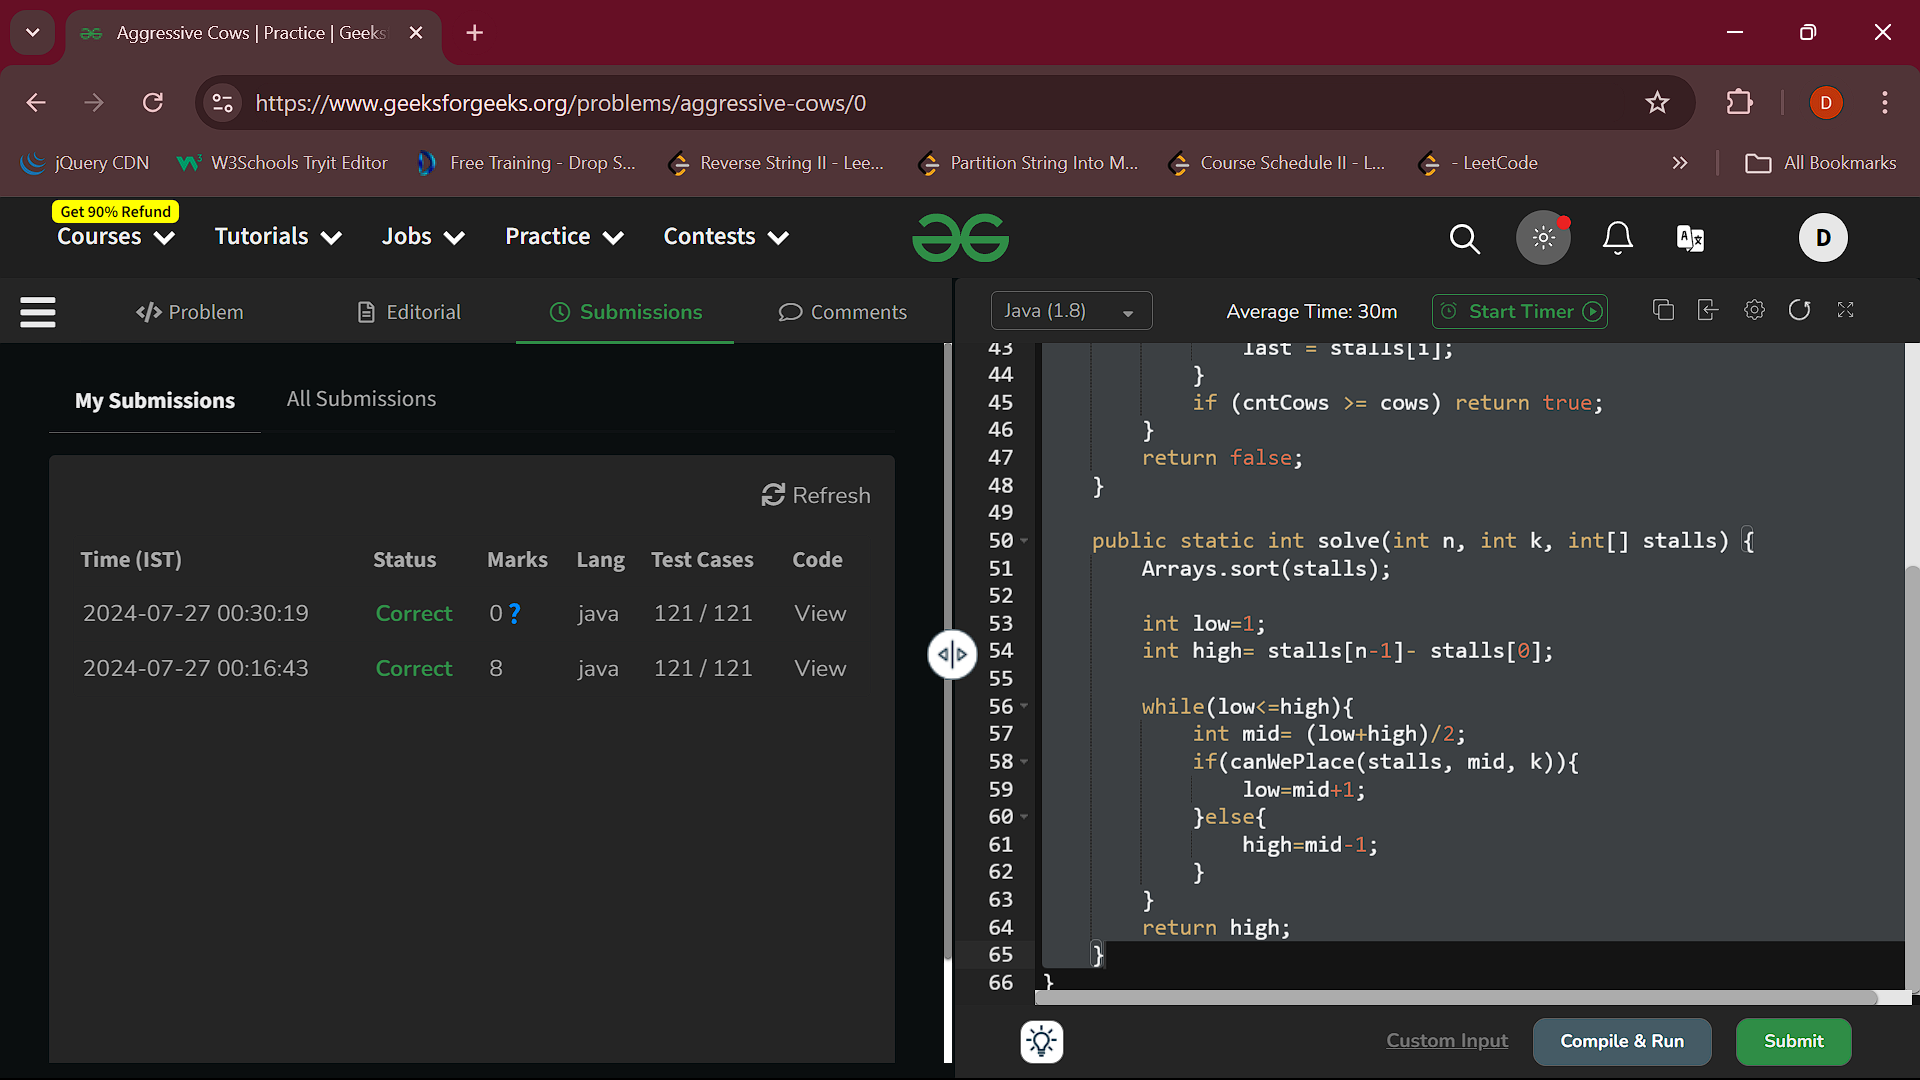 Aggressive Cows | Practice | Geeks
https://www.geeksforgeeks.org/problems/aggressive-cows/0
D
jQuery CDN
W3Schools Tryit Editor
Free Training - Drop S...
Reverse String II - Lee...
Partition String Into M...
Course Schedule II - L...
- LeetCode
All Bookmarks
Get 90% Refund
Courses
Tutorials
Jobs
Practice
Contests
D
Problem
Editorial
Submissions
Comments
Java (1.8)
Average Time: 30m
Start Timer
My Submissions
All Submissions
Refresh
Time (IST) Status Marks Lang Test Cases Code
2024-07-27 00:30:19 Correct 0 ? java 121 / 121 View
2024-07-27 00:16:43 Correct 8 java 121 / 121 View
43 last = stalls[i];
44 }
45 if (cntCows >= cows) return true;
46 }
47 return false;
48 }
49
50 public static int solve(int n, int k, int[] stalls) {
51 Arrays.sort(stalls);
52
53 int low=1;
54 int high= stalls[n-1]- stalls[0];
55
56 while(low<=high){
57 int mid= (low+high)/2;
58 if(canWePlace(stalls, mid, k)){
59 low=mid+1;
60 }else{
61 high=mid-1;
62 }
63 }
64 return high;
65 }
66 }
Custom Input
Compile & Run
Submit